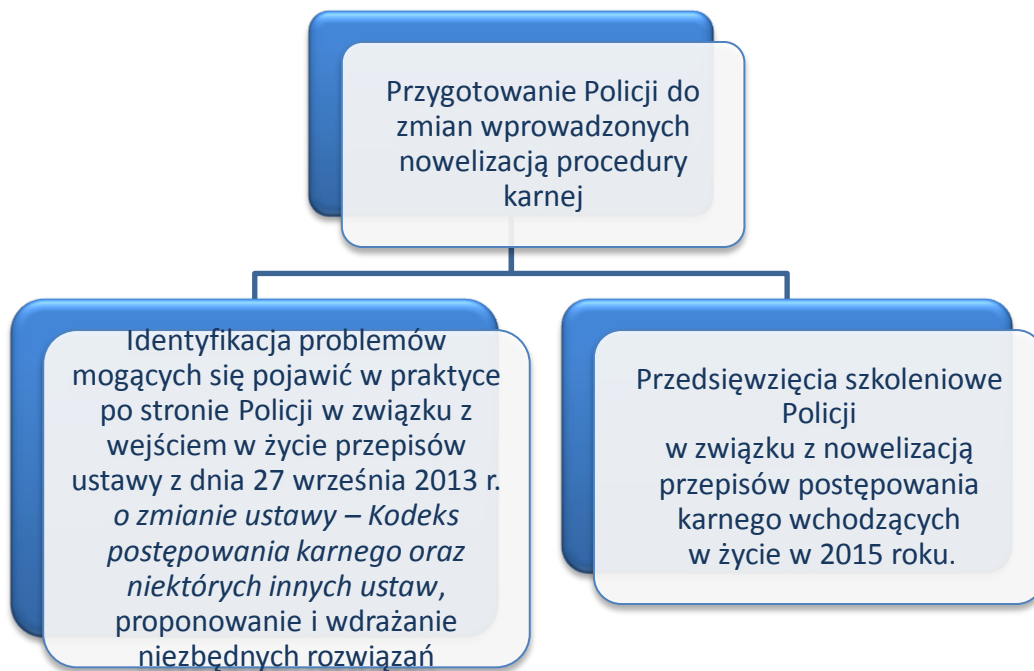 Przygotowanie Policji do
zmian wprowadzonych
nowelizacją procedury
karnej
Identyfikacja problemów
mogących się pojawić w praktyce
po stronie Policji w związku z
wejściem w życie przepisów
ustawy z dnia 27 września 2013 r.
o zmianie ustawy – Kodeks
postępowania karnego oraz
niektórych innych ustaw,
proponowanie i wdrażanie
niezbędnych rozwiązań
Przedsięwzięcia szkoleniowe
Policji
w związku z nowelizacją
przepisów postępowania
karnego wchodzących
w życie w 2015 roku.